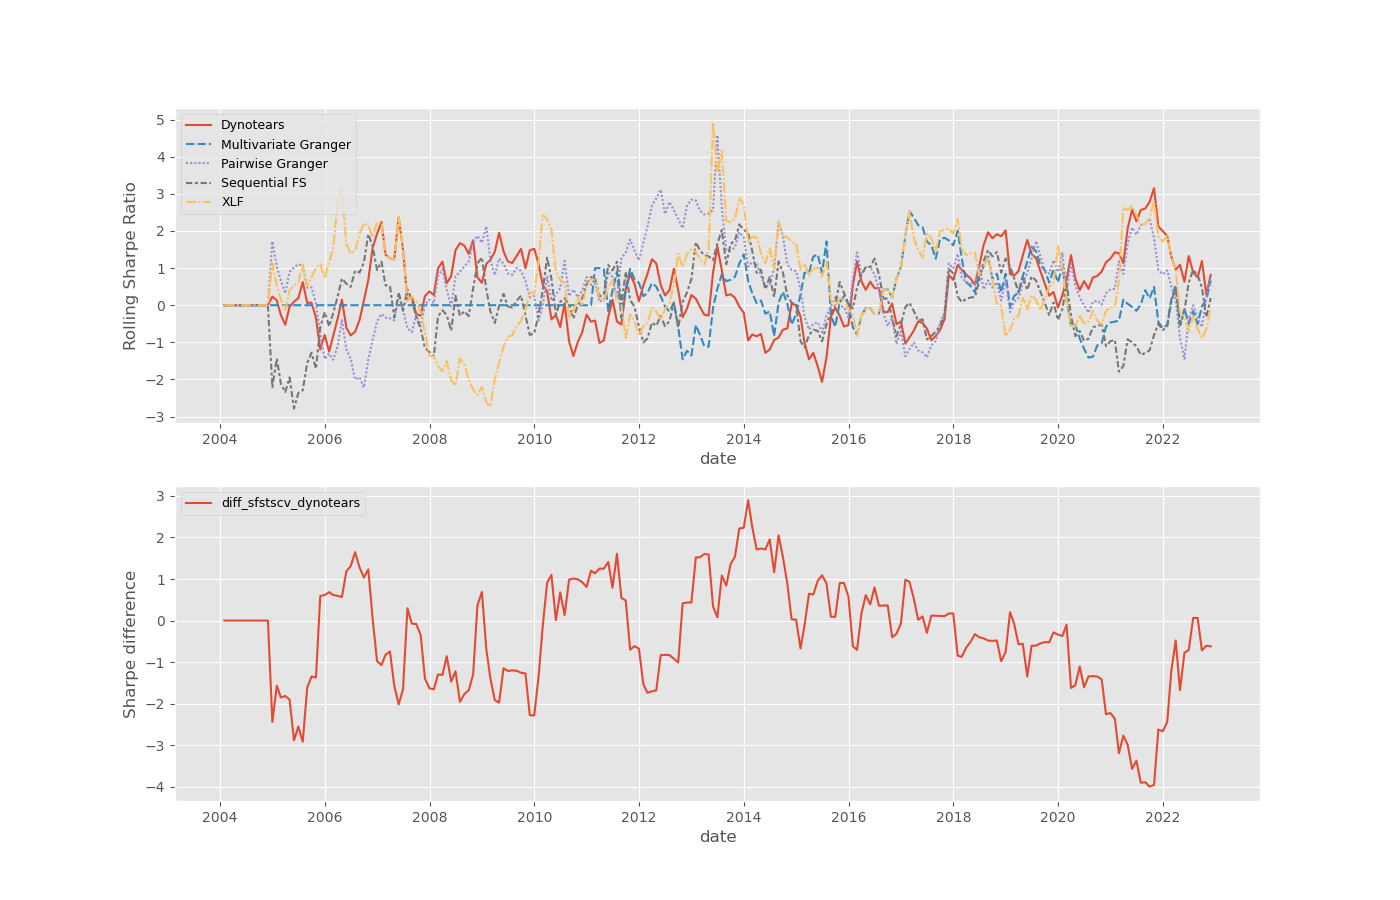 5
4
3
2
1
0
−1
−2
−3
Rolling Sharpe Ratio
Dynotears
Multivariate Granger
Pairwise Granger
Sequential FS
XLF
2004 2006 2008 2010 2012 2014 2016 2018 2020 2022
date
3
2
1
0
−1
−2
−3
−4
Sharpe difference
diff_sfstscv_dynotears
2004 2006 2008 2010 2012 2014 2016 2018 2020 2022
date